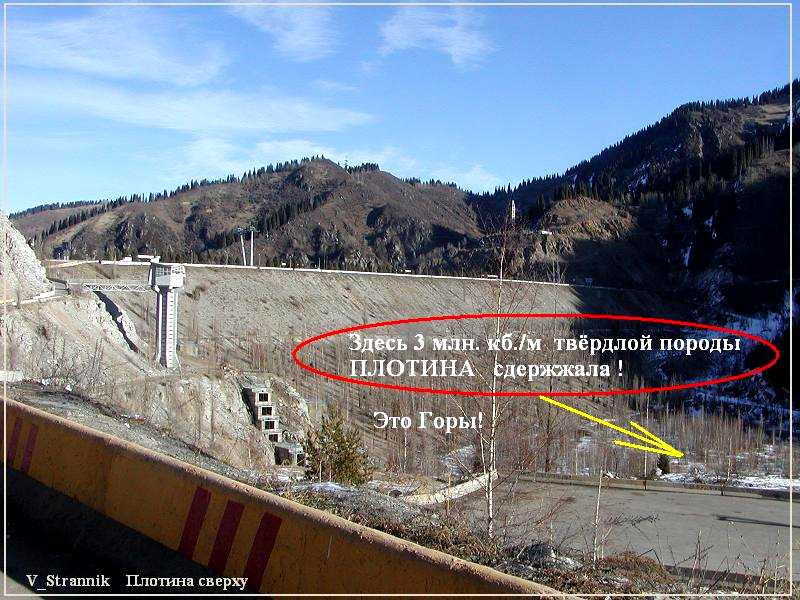 Здесь 3 млн. кб./м твёрдлой породы
ПЛОТИНА сдержжала !
Это Горы!
V_Strannik Плотина сверху